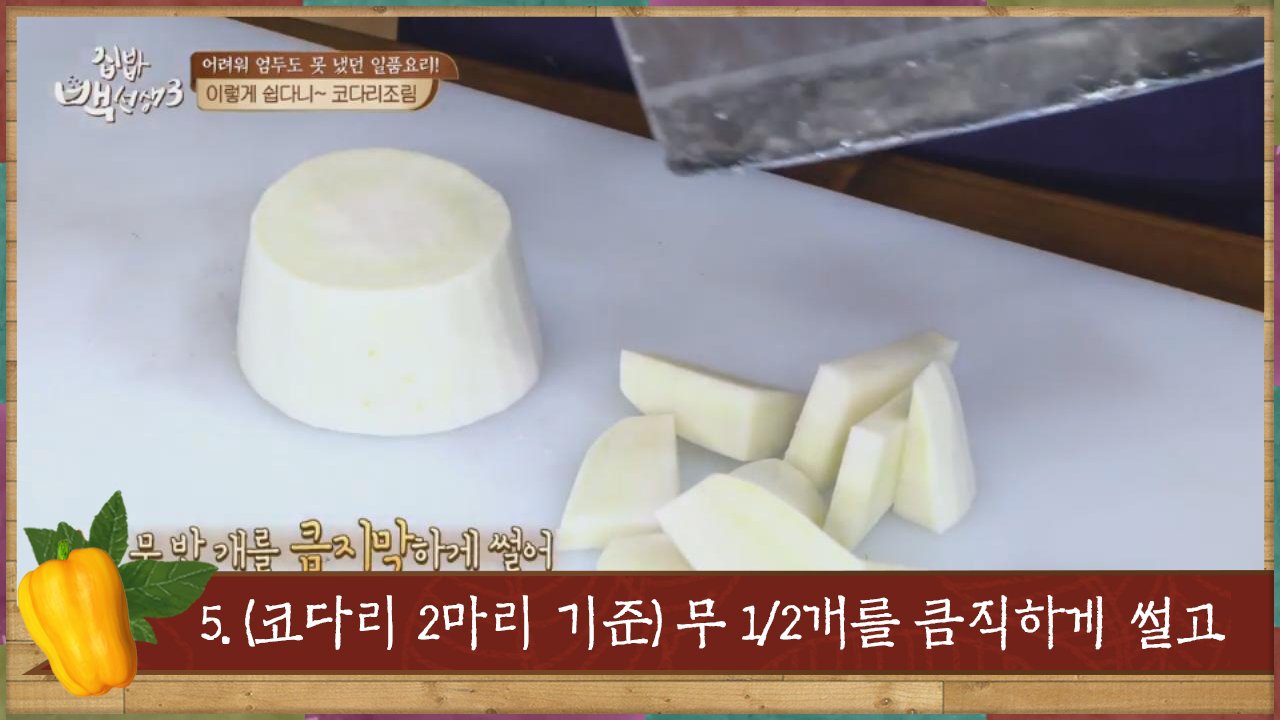 집밥
백선생3
어려워 엄두도 못 냈던 일품요리!
이렇게 쉽다니~ 코다리조림
무 반 개를 큼지막하게 썰어
5. (코다리 2마리 기준) 무 1/2개를 큼직하게 썰고